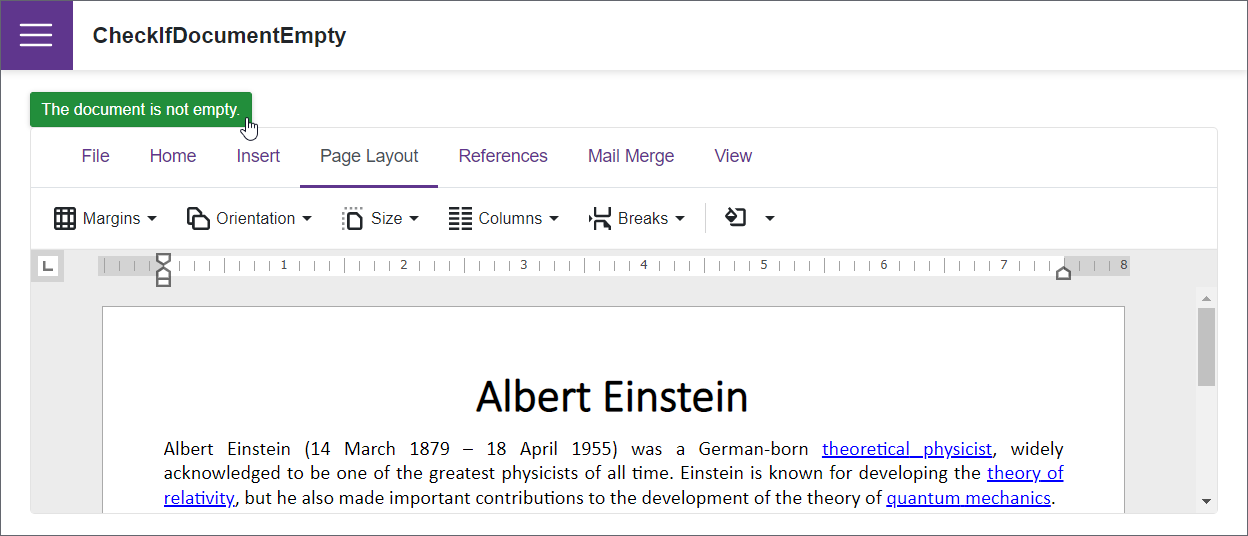 CheckIfDocumentEmpty
The document is not empty.
File Home Insert Page Layout References Mail Merge View
Margins Orientation Size Columns Breaks
1 2 3 4 5 6 7 8
Albert Einstein
Albert Einstein (14 March 1879 – 18 April 1955) was a German-born theoretical physicist, widely
acknowledged to be one of the greatest physicists of all time. Einstein is known for developing the theory of
relativity, but he also made important contributions to the development of the theory of quantum mechanics.